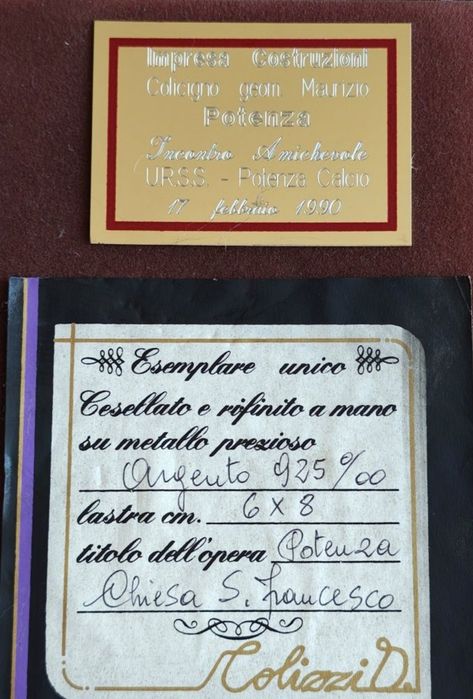 Impresa Costruzioni
Colicigno geom. Maurizio
Potenza
Incontro Amichevole
U.R.S.S. - Potenza Calcio
17 febbraio 1990
Esemplare unico
Cesellato e rifinito a mano
su metallo prezioso
Argento 925%00
lastra cm. 6 x 8
titolo dell'opera Potenza
Chiesa S. Francesco
Colizzi D.